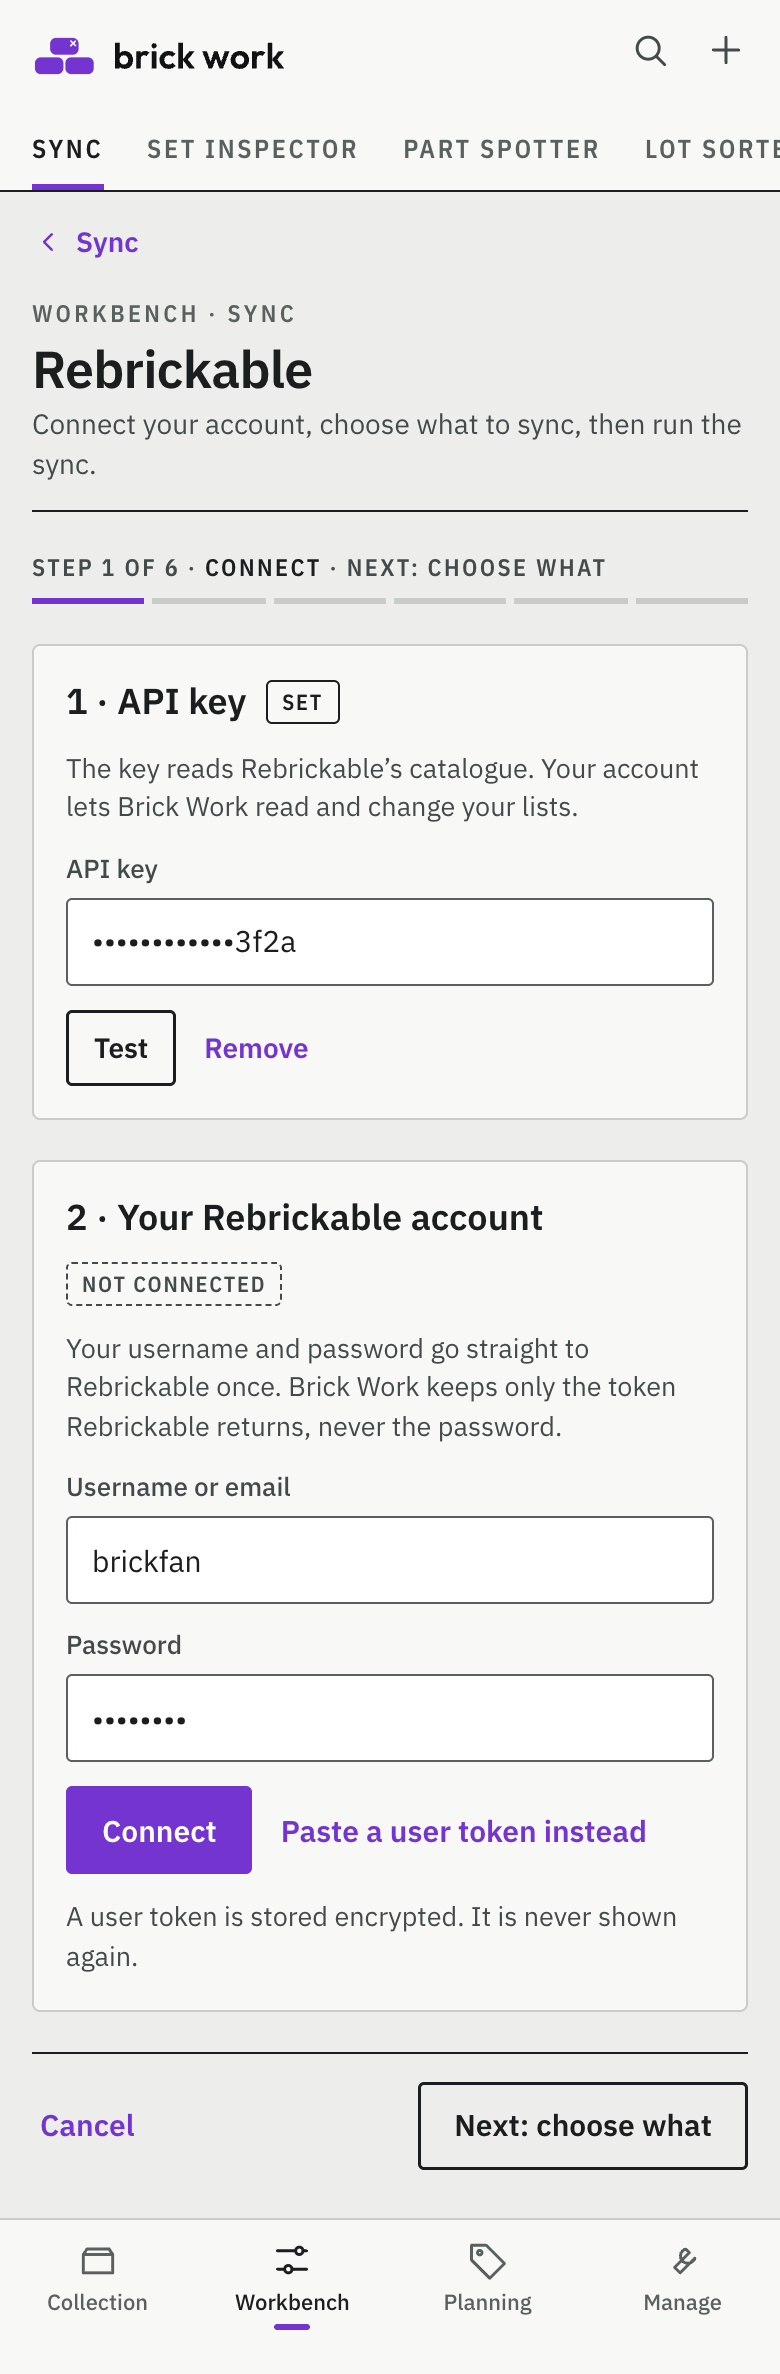 brick work
SYNC SET INSPECTOR PART SPOTTER LOT SORTE
Sync
WORKBENCH · SYNC
Rebrickable
Connect your account, choose what to sync, then run the
sync.
STEP 1 OF 6 · CONNECT · NEXT: CHOOSE WHAT
1 · API key SET
The key reads Rebrickable’s catalogue. Your account
lets Brick Work read and change your lists.
API key
••••••••••••3f2a
Test Remove
2 · Your Rebrickable account
NOT CONNECTED
Your username and password go straight to
Rebrickable once. Brick Work keeps only the token
Rebrickable returns, never the password.
Username or email
brickfan
Password
••••••••
Connect Paste a user token instead
A user token is stored encrypted. It is never shown
again.
Cancel Next: choose what
Collection Workbench Planning Manage